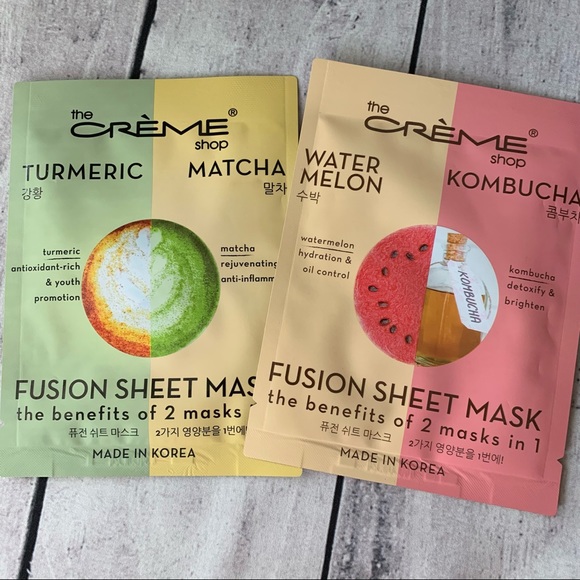 the
CRÈME®
shop
TURMERIC MATCHA
강황 말차
turmeric
antioxidant-rich
& youth
promotion
matcha
rejuvenating
anti-inflamm
FUSION SHEET MAS
the benefits of 2 masks
퓨전 쉬트 마스크 2가지 영양분을 1번에!
MADE IN KOREA
the
CRÈME®
shop
WATER
MELON
수박
KOMBUCHA
콤부차
watermelon
hydration &
oil control
KOMBUCHA
kombucha
detoxify &
brighten
FUSION SHEET MASK
the benefits of 2 masks in 1
퓨전 쉬트 마스크 2가지 영양분을 1번에!
MADE IN KOREA